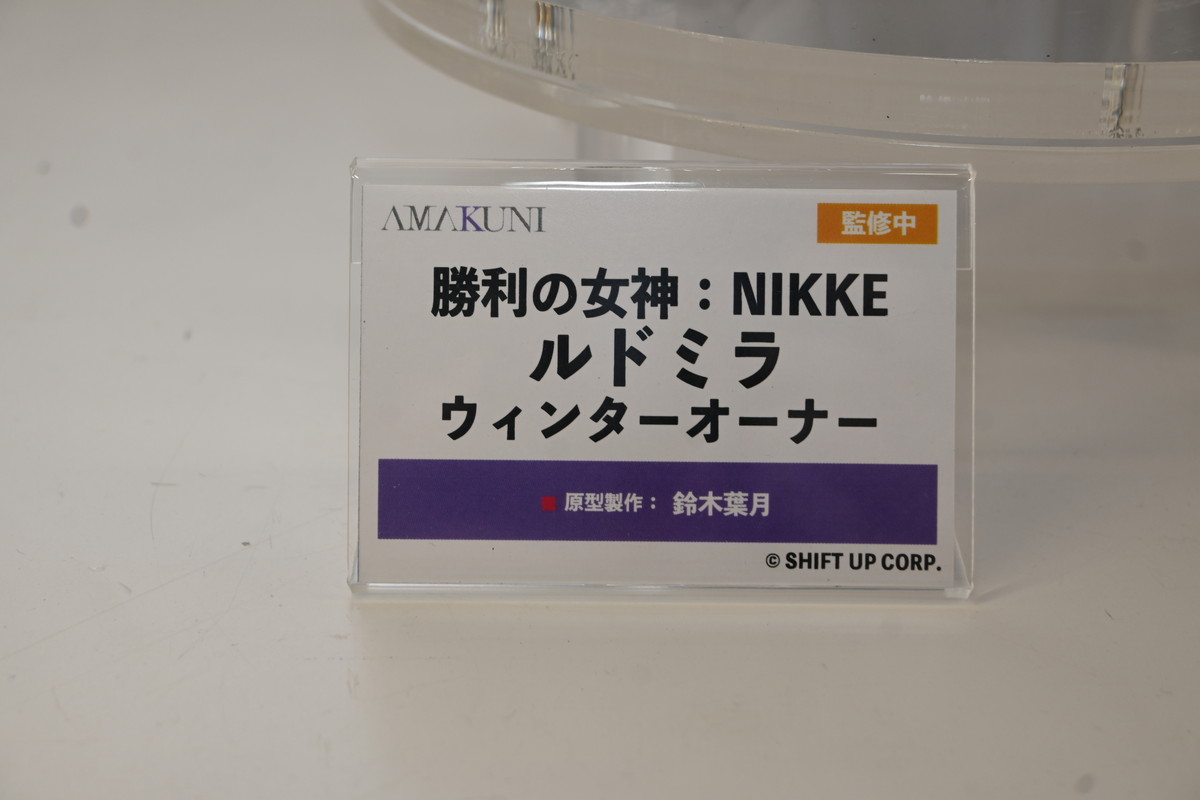 AMAKUNI
監修中
勝利の女神：NIKKE
ルドミラ
ウィンターオーナー
■原型製作： 鈴木葉月
© SHIFT UP CORP.